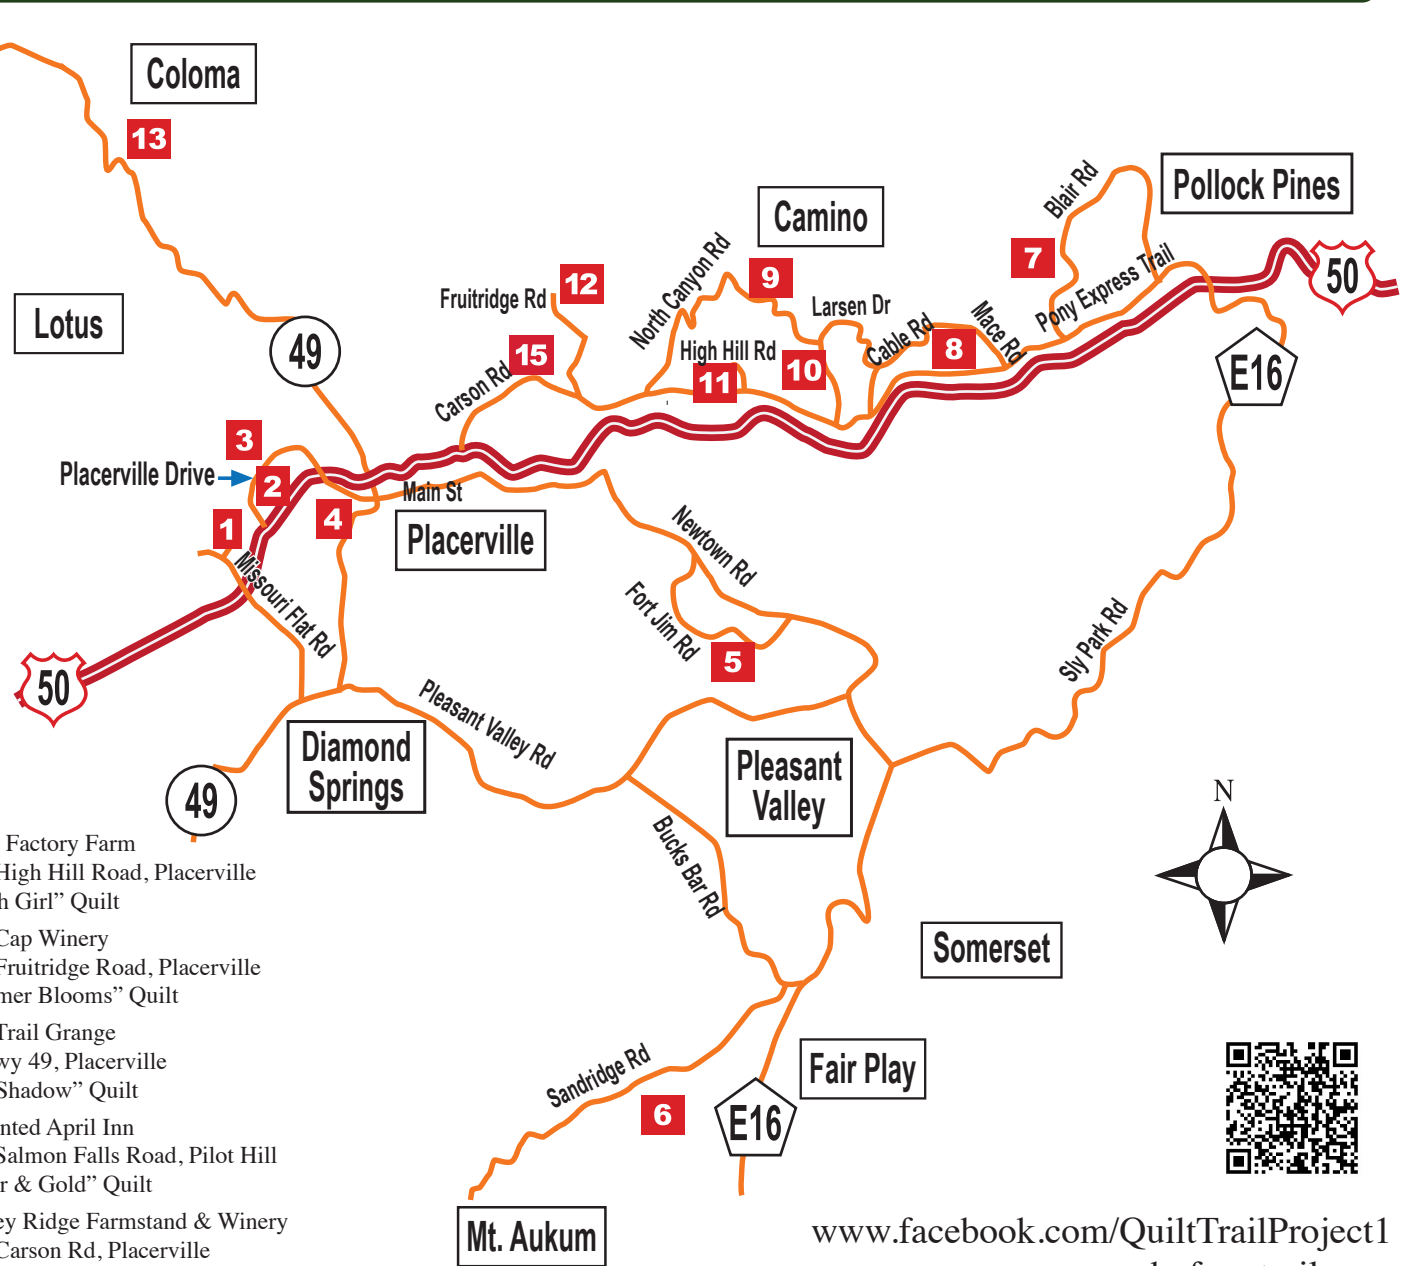 Coloma
13
Lotus
49
Camino
Pollock Pines
Blair Rd
7
Pony Express Trail
50
E16
Fruitridge Rd
12
North Canyon Rd
9
Larsen Dr
Cable Rd
Mace Rd
8
15
Carson Rd
High Hill Rd
11
10
3
Placerville Drive
2
1
4
Main St
Placerville
Missouri Flat Rd
Newtown Rd
Fort Jim Rd
5
Sly Park Rd
50
Diamond
Springs
Pleasant Valley Rd
Pleasant
Valley
49
Bucks Bar Rd
N
Somerset
Fair Play
Sandridge Rd
6
E16
Mt. Aukum
Factory Farm
High Hill Road, Placerville
h Girl” Quilt
Cap Winery
Fruitridge Road, Placerville
mer Blooms” Quilt
Trail Grange
wy 49, Placerville
Shadow” Quilt
nted April Inn
Salmon Falls Road, Pilot Hill
r & Gold” Quilt
ey Ridge Farmstand & Winery
Carson Rd, Placerville
www.facebook.com/QuiltTrailProject1